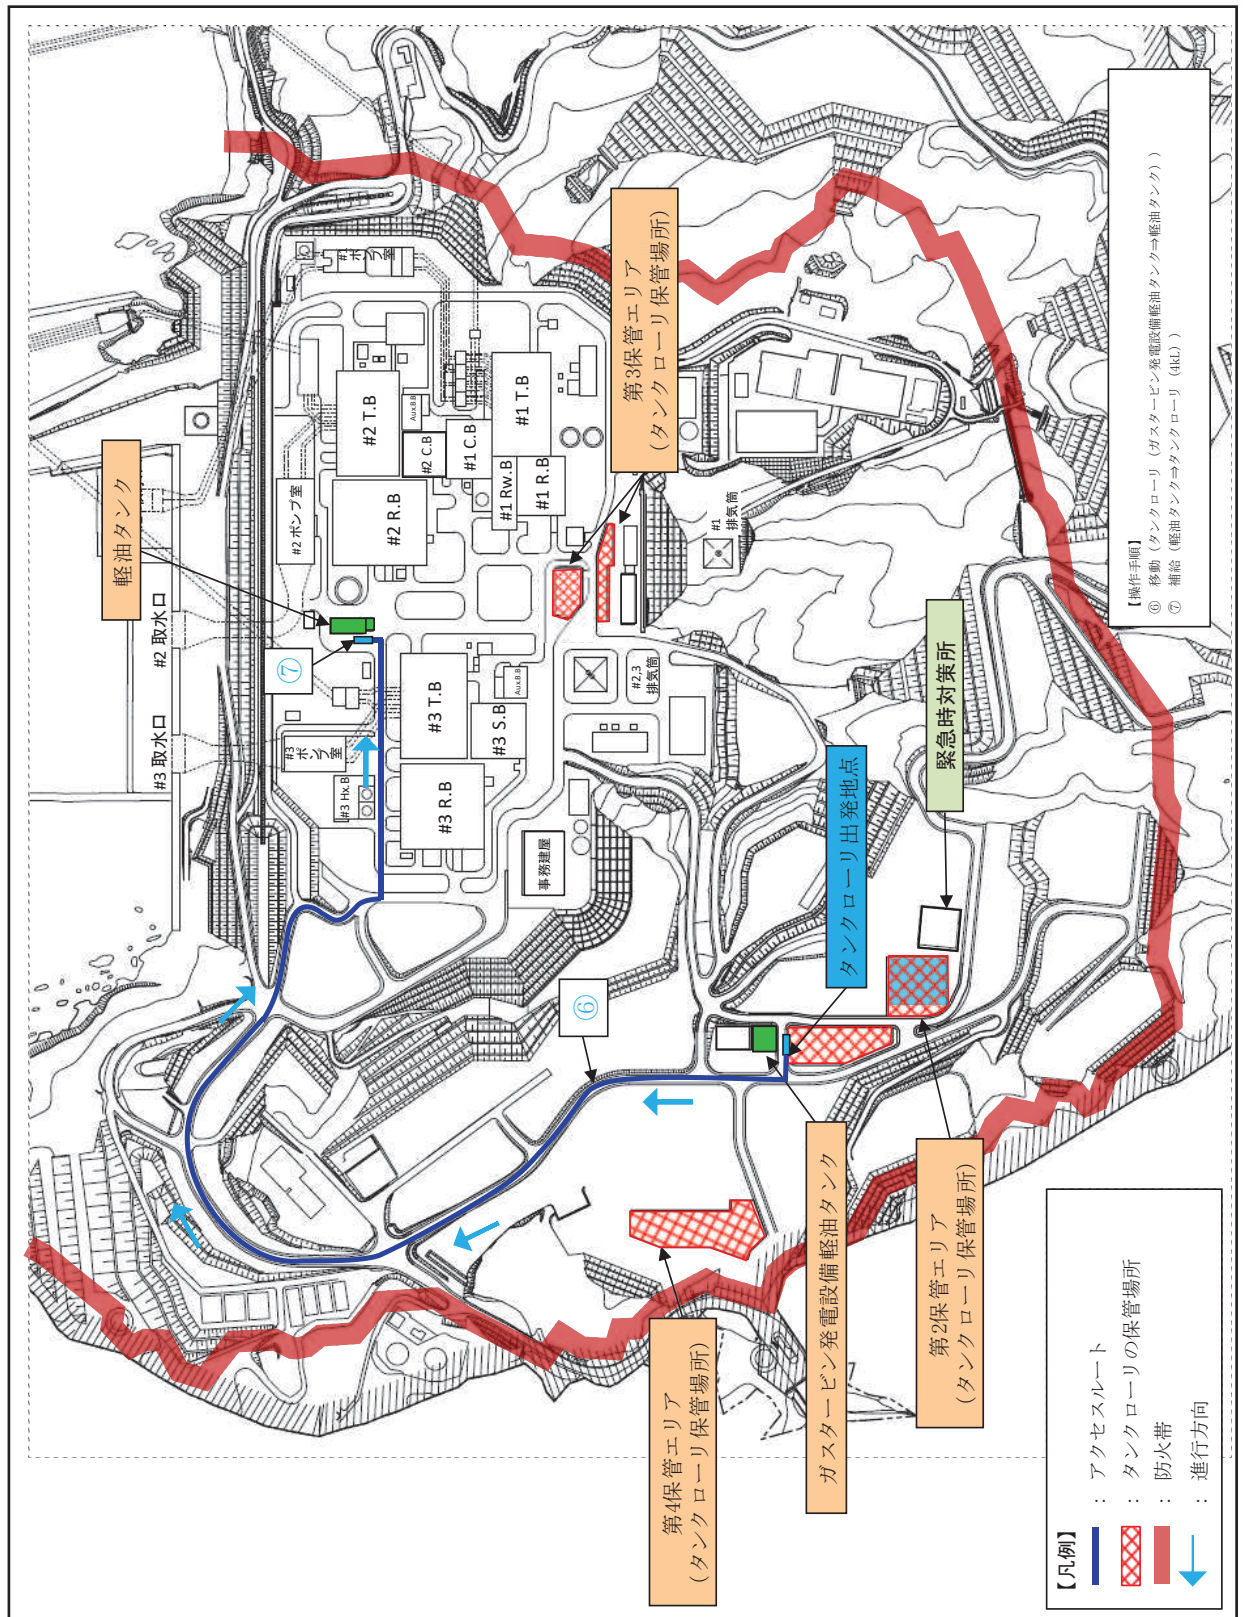 #3 取水口
#2 取水口
軽油タンク
⑦
#3
ポンプ室
#3 Hx.B
#2 ポンプ室
#1
ポンプ室
#2 T.B
Aux.B.B
#2 C.B
#1 C.B
#1 T.B
#2 R.B
#1 Rw.B
#1 R.B
#3 T.B
#3 S.B
Aux.B.B
#3 R.B
事務建屋
#2,3
排気筒
#1
排気筒
第3保管エリア
(タンクローリ保管場所)
⑥
タンクローリ出発地点
緊急時対策所
第4保管エリア
(タンクローリ保管場所)
ガスタービン発電設備軽油タンク
第2保管エリア
(タンクローリ保管場所)
【操作手順】
⑥ 移動 (タンクローリ (ガスタービン発電設備軽油タンク⇒軽油タンク))
⑦ 補給 (軽油タンク⇒タンクローリ (4kL))
【凡例】
: アクセスルート
: タンクローリの保管場所
: 防火帯
: 進行方向